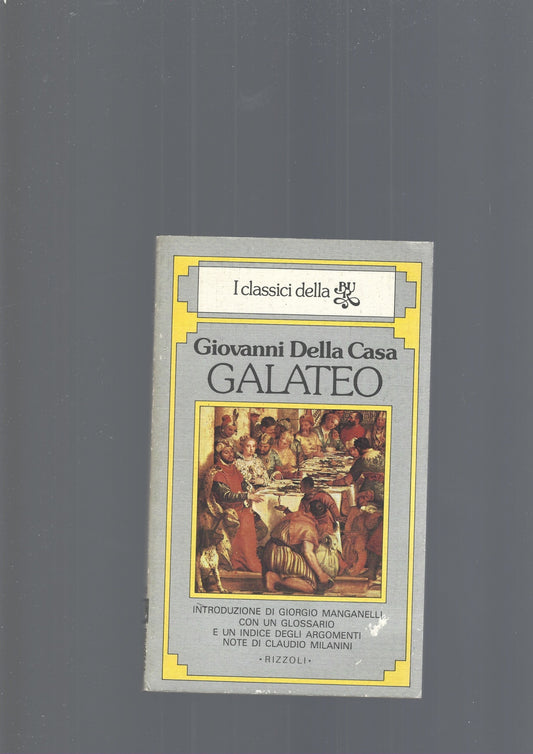 I classici della BUR
Giovanni Della Casa
GALATEO
INTRODUZIONE DI GIORGIO MANGANELLI
CON UN GLOSSARIO
E UN INDICE DEGLI ARGOMENTI
NOTE DI CLAUDIO MILANINI
• RIZZOLI •